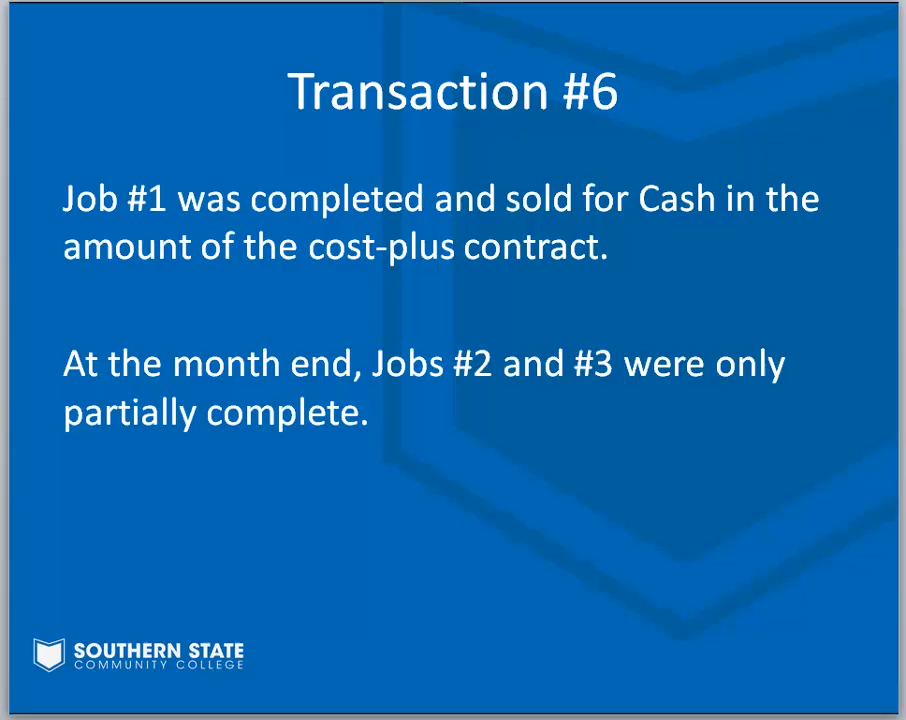 Transaction #6
Job #1 was completed and sold for Cash in the
amount of the cost-plus contract.
At the month end, Jobs #2 and #3 were only
partially complete.
SOUTHERN STATE
COMMUNITY COLLEGE